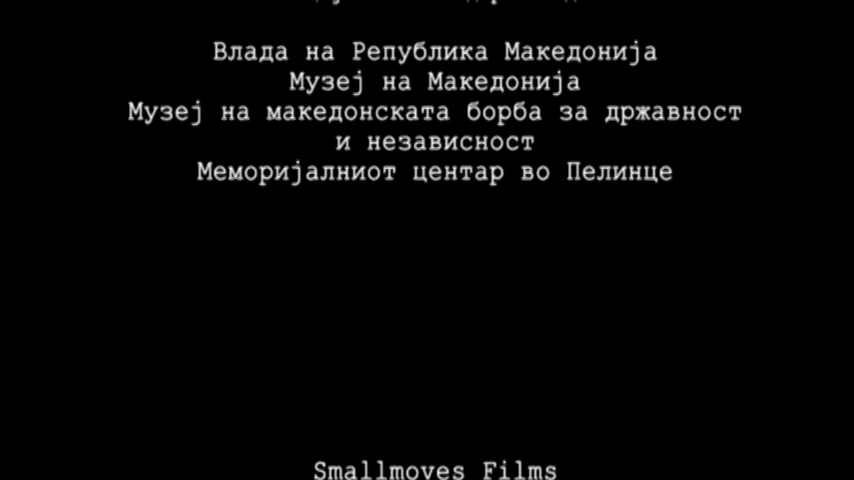 Влада на Република Македонија
Музеј на Македонија
Музеј на македонската борба за државност
и независност
Меморијалниот центар во Пелинце
Smallmoves Films